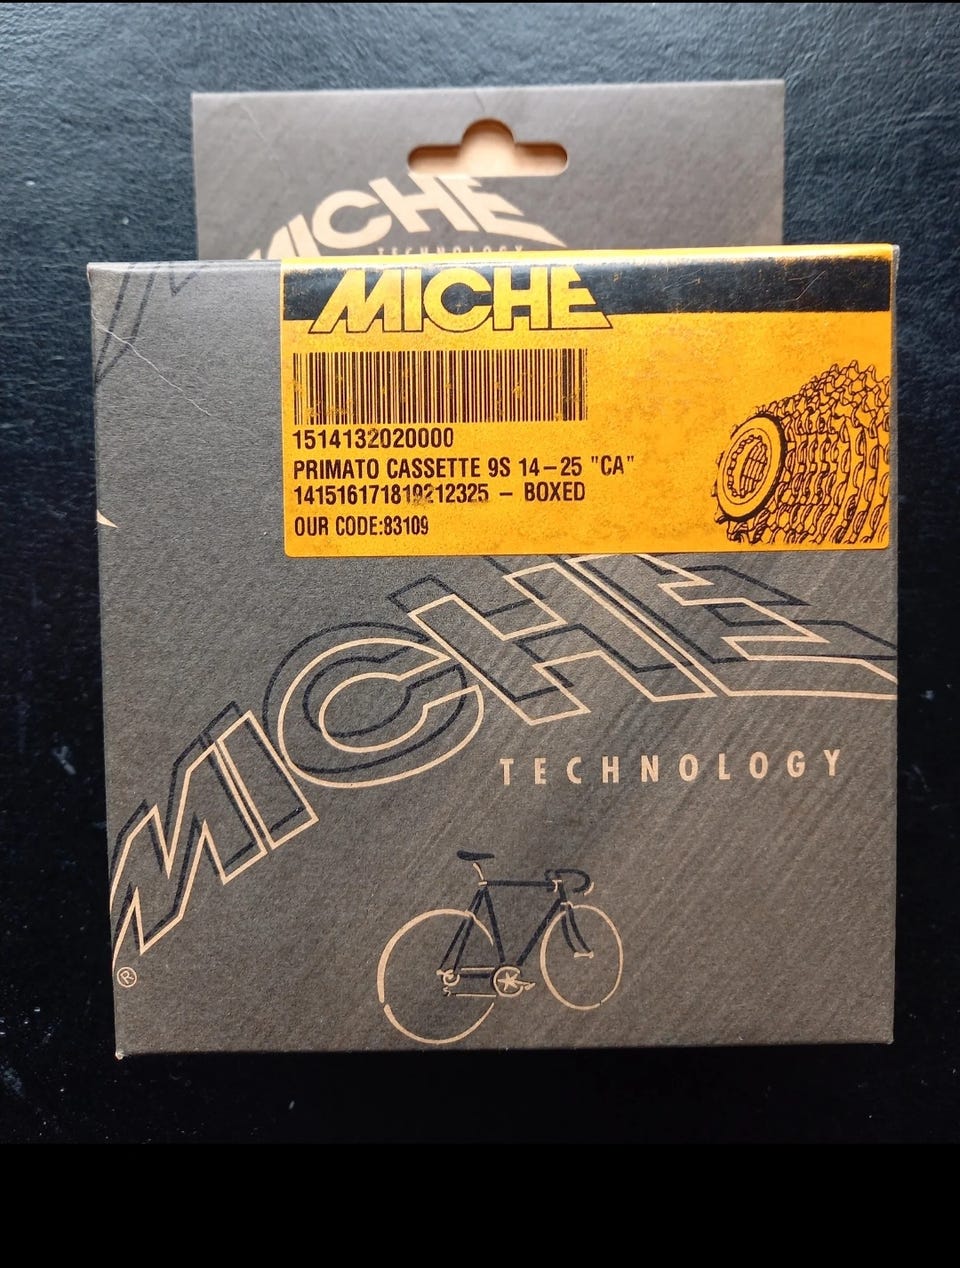 MICHE
TECHNOLOGY
MICHE
1514132020000
PRIMATO CASSETTE 9S 14-25 "CA"
141516171819212325 - BOXED
OUR CODE:83109
MICHE
TECHNOLOGY
®